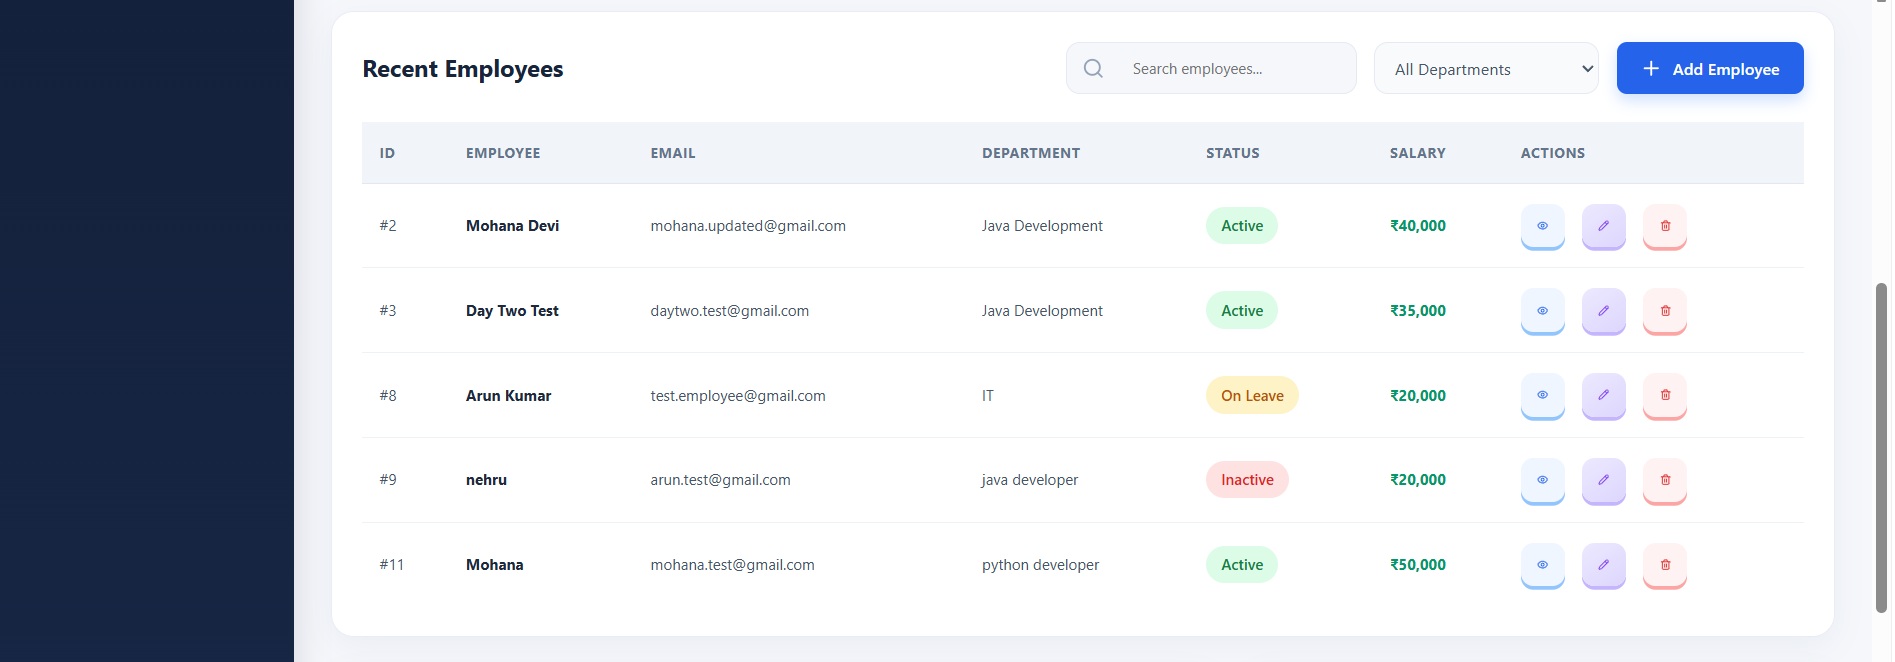 Recent Employees
Search employees...
All Departments
Add Employee
ID EMPLOYEE EMAIL DEPARTMENT STATUS SALARY ACTIONS
#2 Mohana Devi mohana.updated@gmail.com Java Development Active ₹40,000
#3 Day Two Test daytwo.test@gmail.com Java Development Active ₹35,000
#8 Arun Kumar test.employee@gmail.com IT On Leave ₹20,000
#9 nehru arun.test@gmail.com java developer Inactive ₹20,000
#11 Mohana mohana.test@gmail.com python developer Active ₹50,000